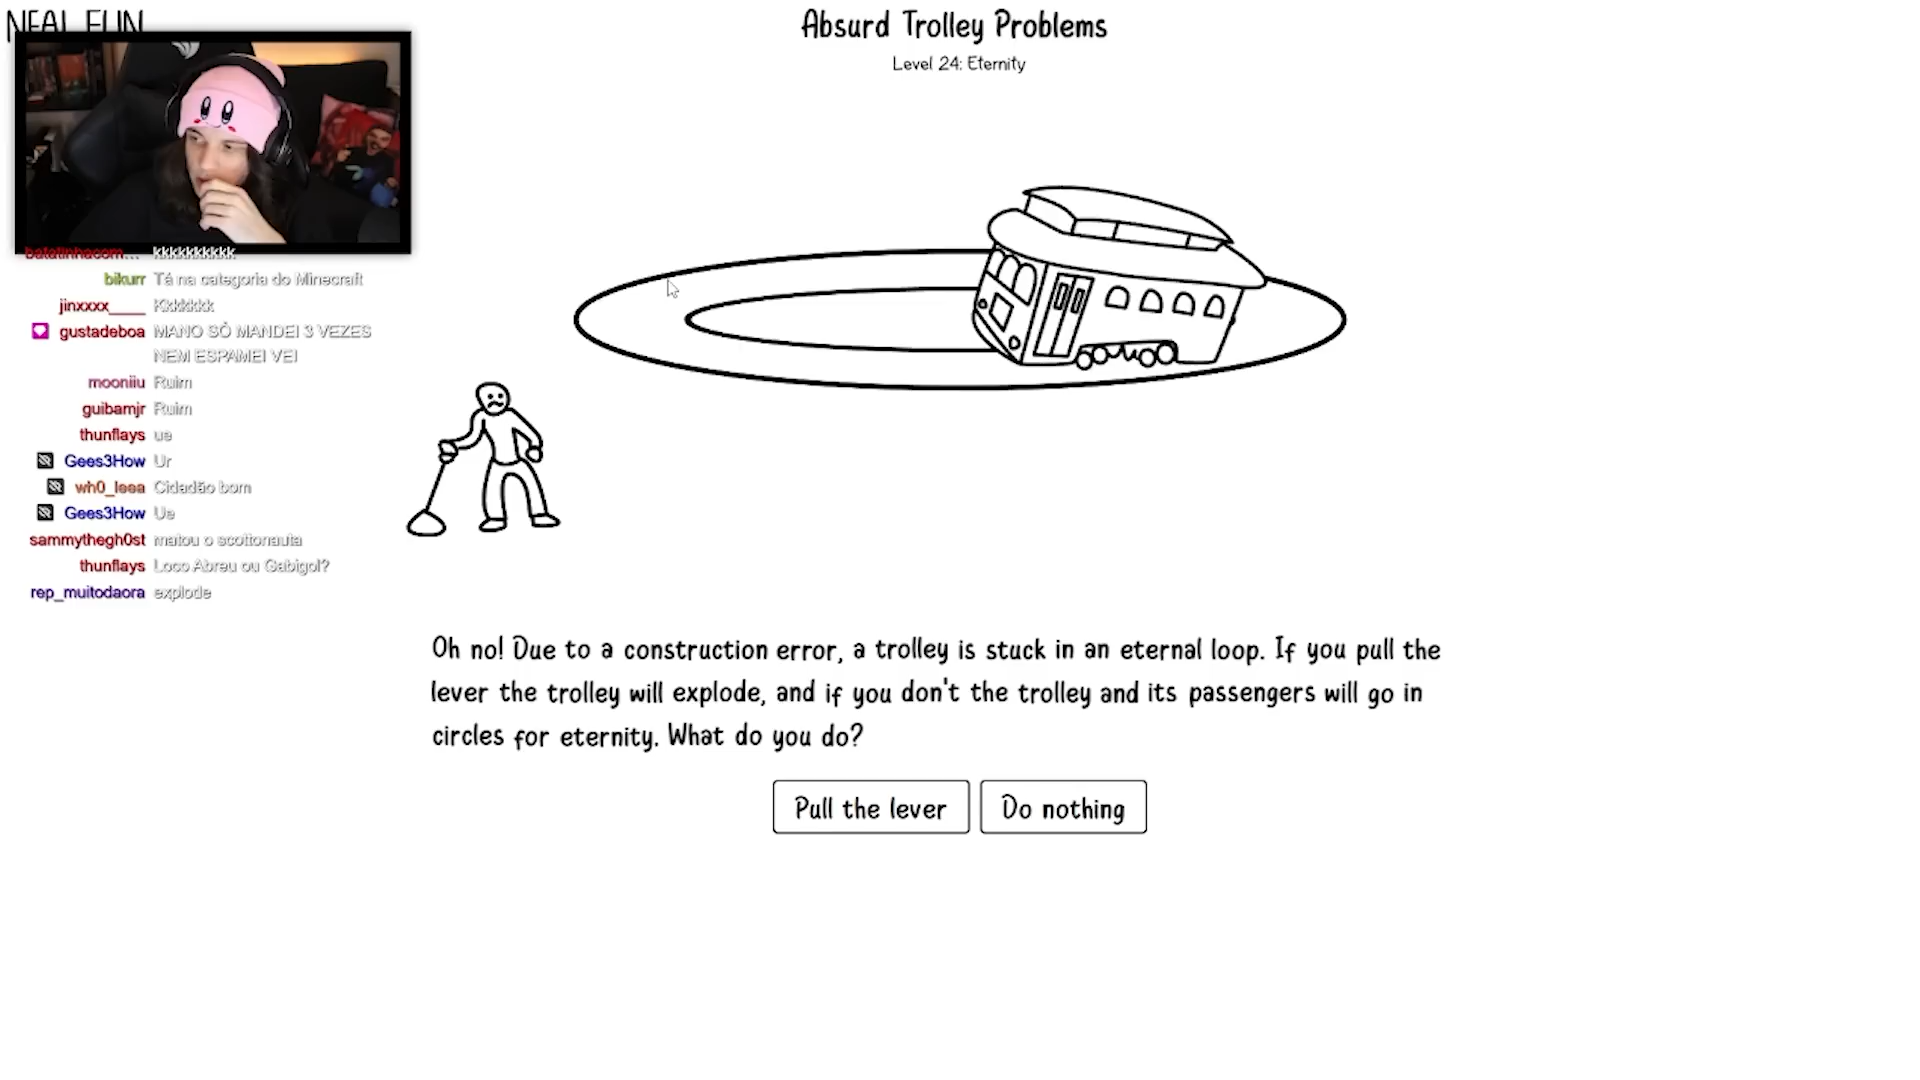 NEAL FUN
Absurd Trolley Problems
Level 24: Eternity
batatinhacom... kkkkkkkkkk
bikurr Tá na categoria do Minecraft
jinxxxx____ Kkkkkkk
gustadeboa MANO SÓ MANDEI 3 VEZES
NEM ESPAMEI VEI
mooniiu Ruim
guibamjr Ruim
thunflays ue
Gees3How Ur
wh0_leea Cidadão bom
Gees3How Ue
sammythegh0st matou o scottonauta
thunflays Loco Abreu ou Gabigol?
rep_muitodaora explode
Oh no! Due to a construction error, a trolley is stuck in an eternal loop. If you pull the
lever the trolley will explode, and if you don't the trolley and its passengers will go in
circles for eternity. What do you do?
Pull the lever
Do nothing